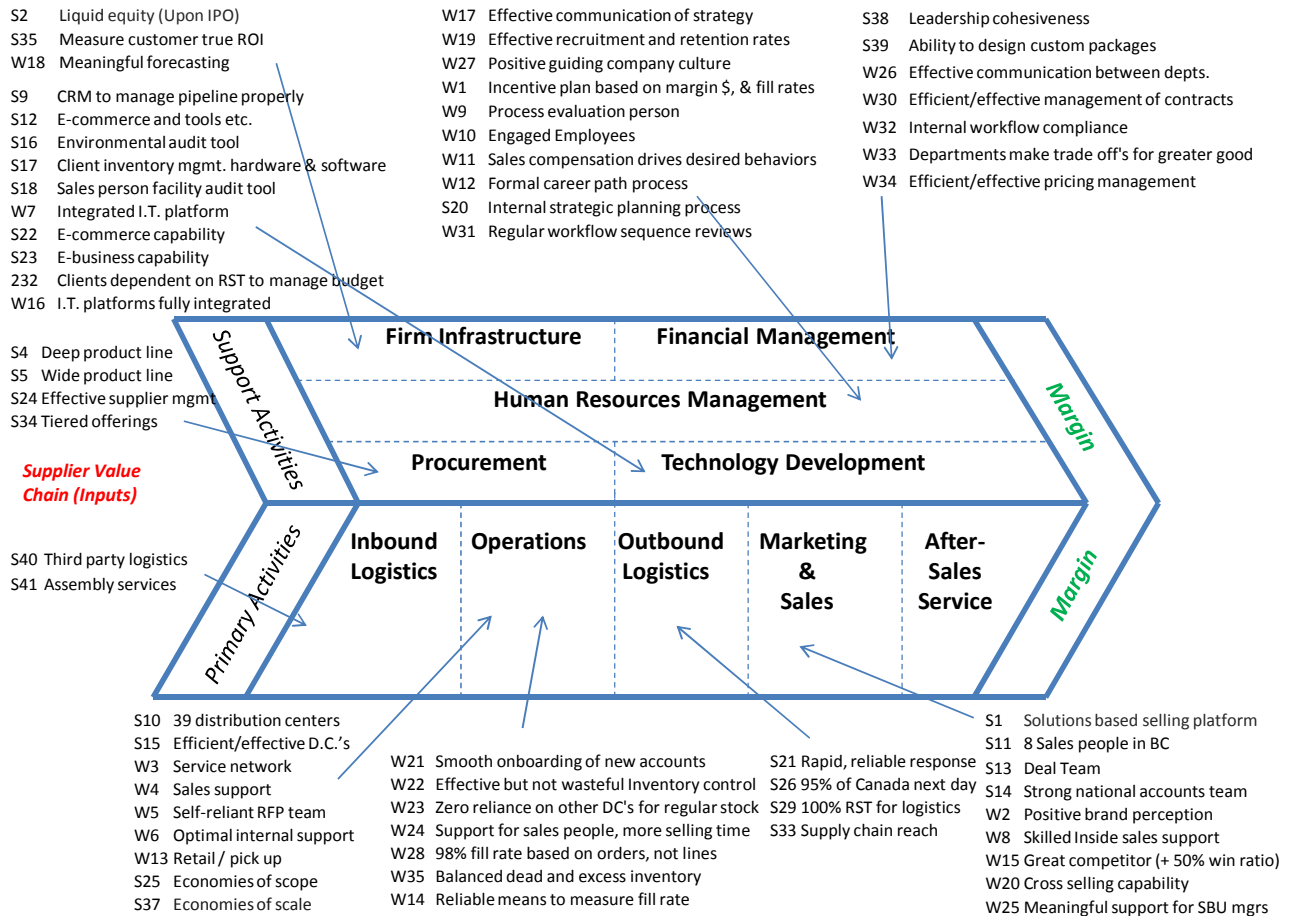 S2 Liquid equity (Upon IPO)
S35 Measure customer true ROI
W18 Meaningful forecasting
S9 CRM to manage pipeline properly
S12 E-commerce and tools etc.
S16 Environmental audit tool
S17 Client inventory mgmt. hardware & software
S18 Sales person facility audit tool
W7 Integrated I.T. platform
S22 E-commerce capability
S23 E-business capability
232 Clients dependent on RST to manage budget
W16 I.T. platforms fully integrated
W17 Effective communication of strategy
W19 Effective recruitment and retention rates
W27 Positive guiding company culture
W1 Incentive plan based on margin $, & fill rates
W9 Process evaluation person
W10 Engaged Employees
W11 Sales compensation drives desired behaviors
W12 Formal career path process
S20 Internal strategic planning process
W31 Regular workflow sequence reviews
S38 Leadership cohesiveness
S39 Ability to design custom packages
W26 Effective communication between depts.
W30 Efficient/effective management of contracts
W32 Internal workflow compliance
W33 Departments make trade off's for greater good
W34 Efficient/effective pricing management
S4 Deep product line
S5 Wide product line
S24 Effective supplier mgmt
S34 Tiered offerings
Supplier Value
Chain (Inputs)
S40 Third party logistics
S41 Assembly services
Support Activities
Firm Infrastructure
Financial Management
Human Resources Management
Procurement
Technology Development
Margin
Primary Activities
Inbound
Logistics
Operations
Outbound
Logistics
Marketing
&
Sales
After-
Sales
Service
Margin
S10 39 distribution centers
S15 Efficient/effective D.C.'s
W3 Service network
W4 Sales support
W5 Self-reliant RFP team
W6 Optimal internal support
W13 Retail / pick up
S25 Economies of scope
S37 Economies of scale
W21 Smooth onboarding of new accounts
W22 Effective but not wasteful Inventory control
W23 Zero reliance on other DC's for regular stock
W24 Support for sales people, more selling time
W28 98% fill rate based on orders, not lines
W35 Balanced dead and excess inventory
W14 Reliable means to measure fill rate
S21 Rapid, reliable response
S26 95% of Canada next day
S29 100% RST for logistics
S33 Supply chain reach
S1 Solutions based selling platform
S11 8 Sales people in BC
S13 Deal Team
S14 Strong national accounts team
W2 Positive brand perception
W8 Skilled Inside sales support
W15 Great competitor (+ 50% win ratio)
W20 Cross selling capability
W25 Meaningful support for SBU mgrs